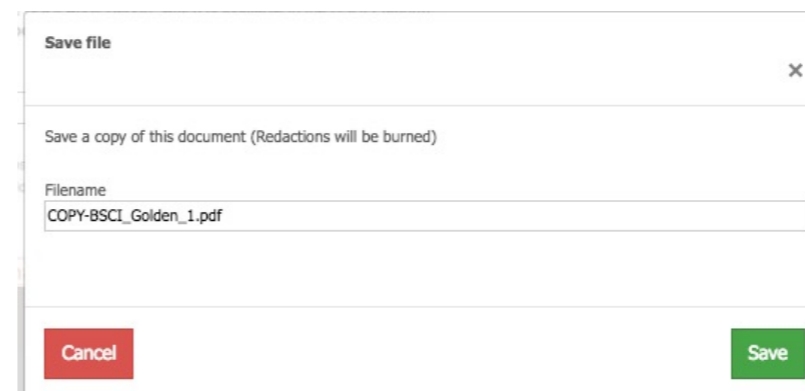 Save file
×
Save a copy of this document (Redactions will be burned)
Filename
COPY-BSCI_Golden_1.pdf
Cancel
Save